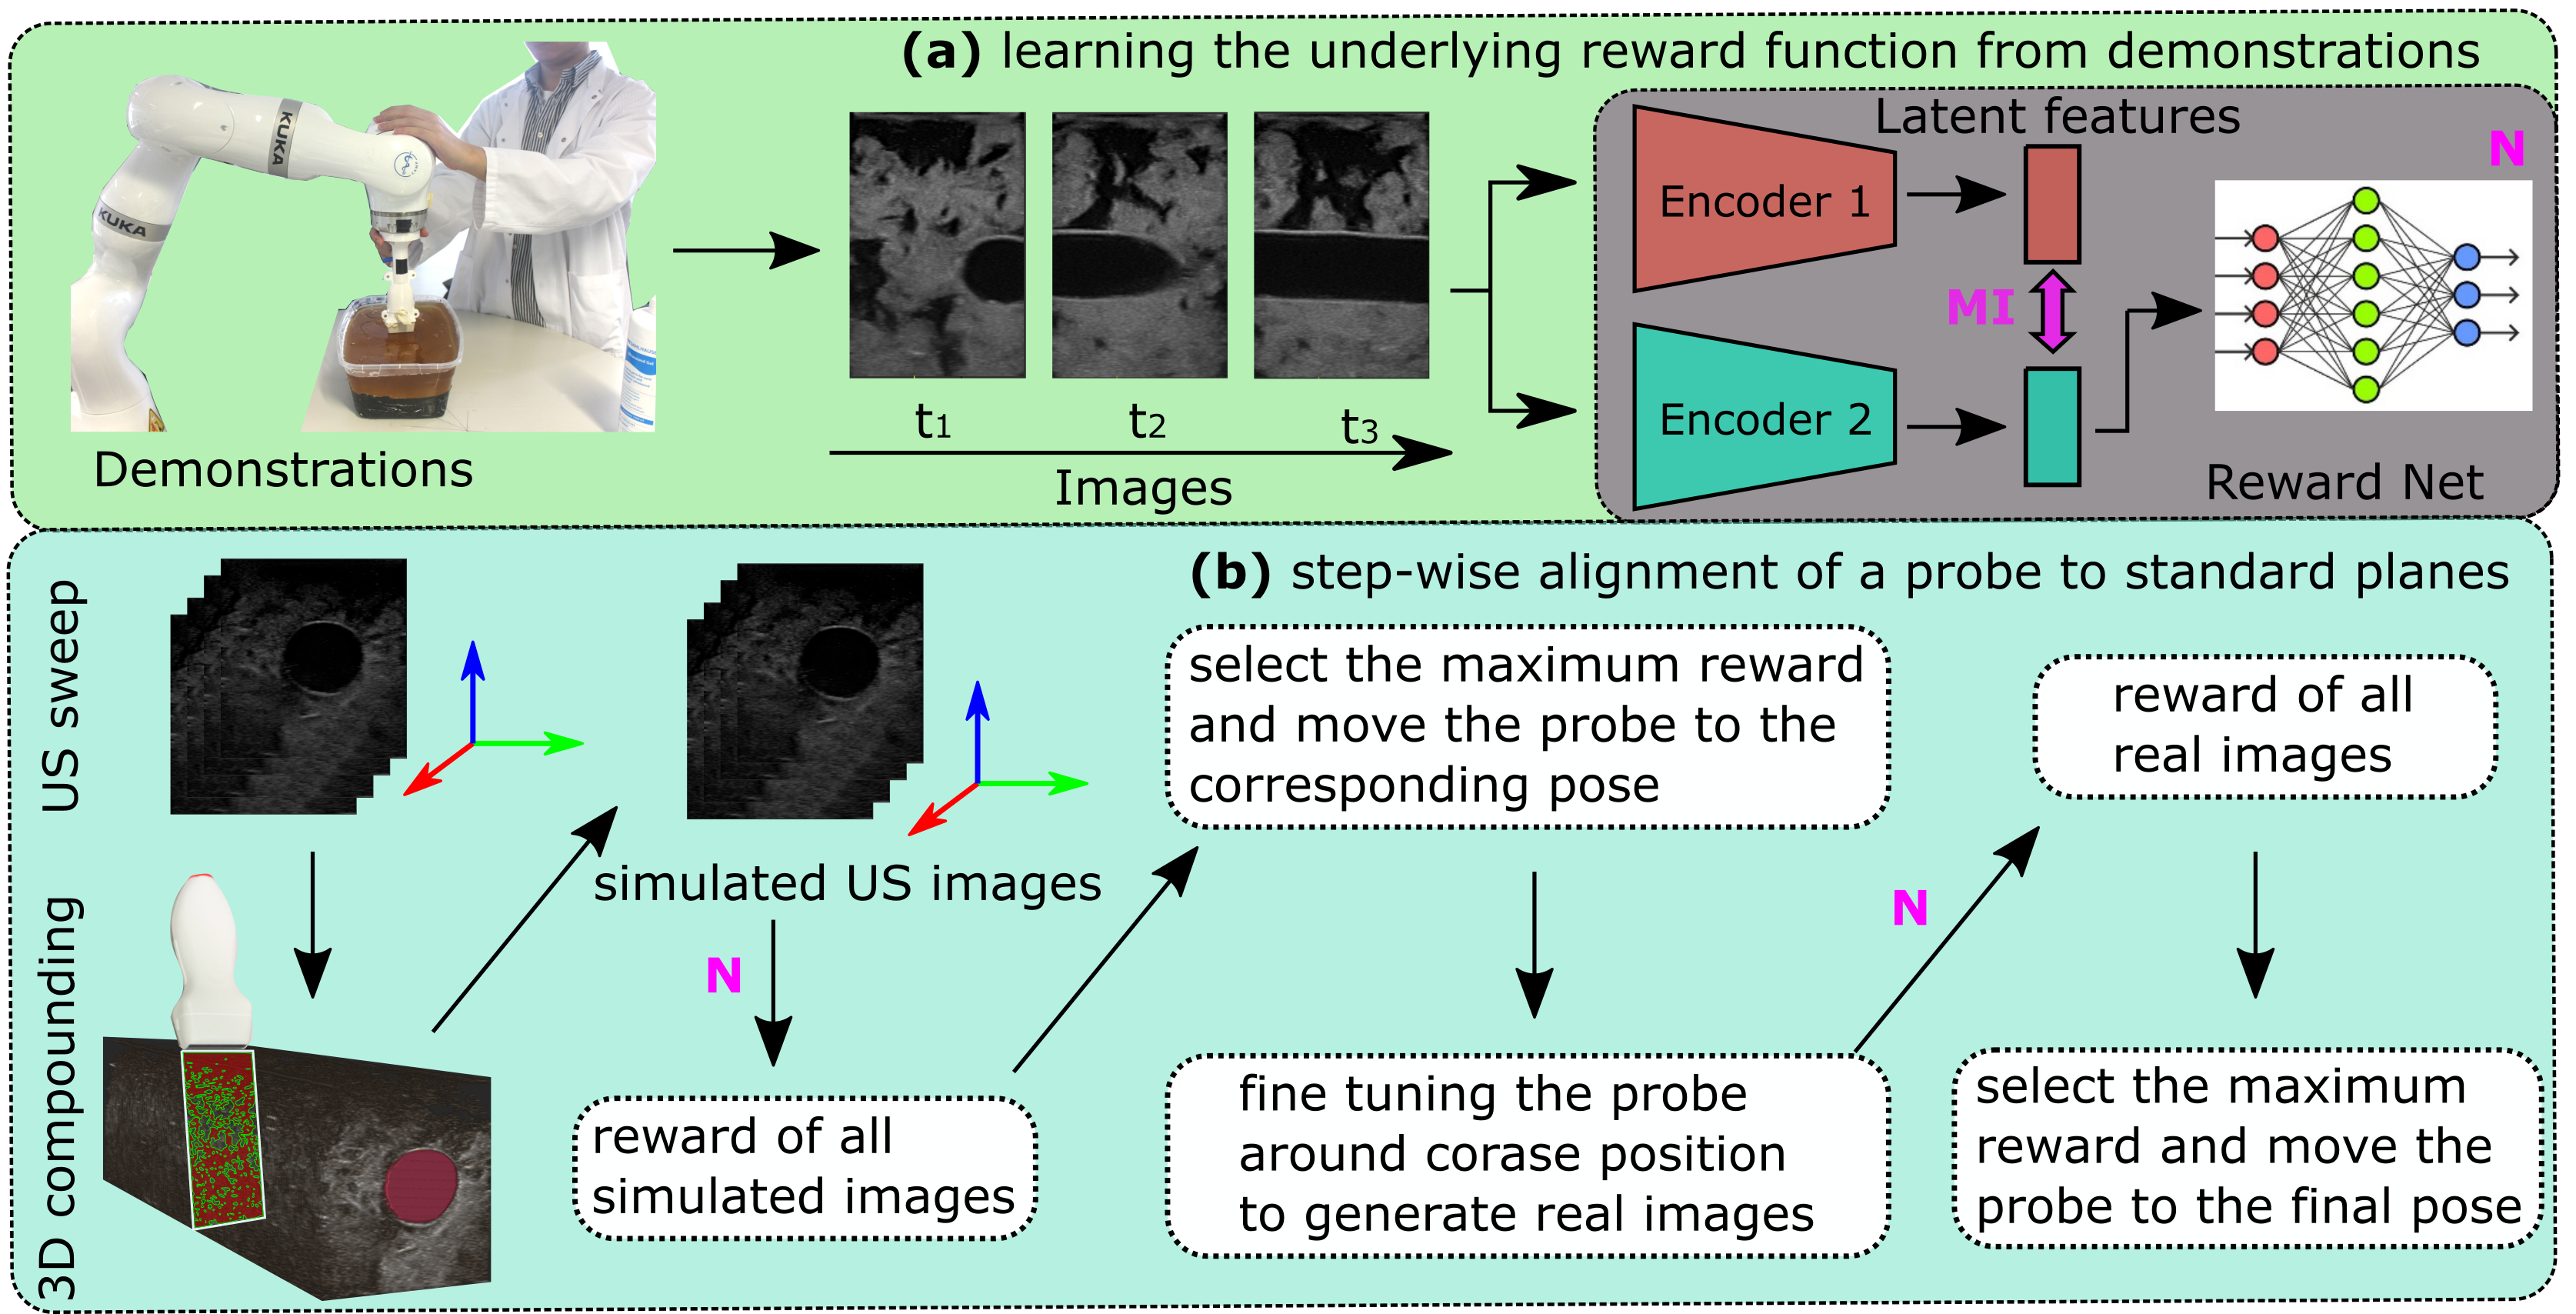 (a) learning the underlying reward function from demonstrations
KUKA
KUKA
Demonstrations
t1
t2
t3
Images
Latent features
Encoder 1
Encoder 2
MI
N
Reward Net
(b) step-wise alignment of a probe to standard planes
US sweep
3D compounding
simulated US images
N
reward of all
simulated images
select the maximum reward
and move the probe to the
corresponding pose
fine tuning the probe
around corase position
to generate real images
N
reward of all
real images
select the maximum
reward and move the
probe to the final pose